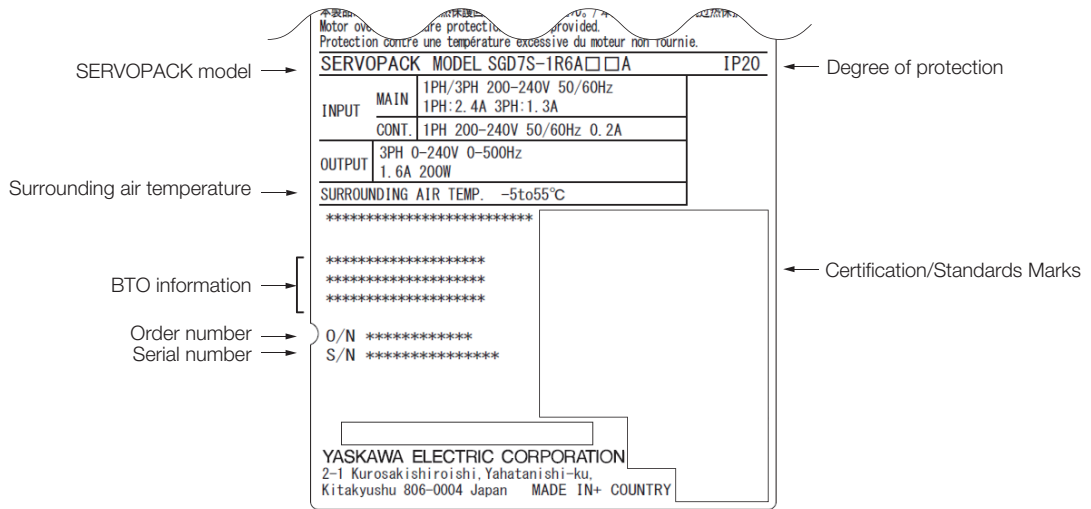 Motor ove re protecti provided.
Protection contre une température excessive du moteur non fournie.
SERVOPACK MODEL SGD7S-1R6A□□A IP20
SERVOPACK model
Degree of protection
INPUT
MAIN
1PH/3PH 200-240V 50/60Hz
1PH:2.4A 3PH:1.3A
CONT.
1PH 200-240V 50/60Hz 0.2A
OUTPUT
3PH 0-240V 0-500Hz
1.6A 200W
Surrounding air temperature
SURROUNDING AIR TEMP. -5to55℃
**************************
********************
********************
********************
BTO information
Certification/Standards Marks
Order number
O/N ************
Serial number
S/N ***************
YASKAWA ELECTRIC CORPORATION
2-1 Kurosakishiroishi,Yahatanishi-ku,
Kitakyushu 806-0004 Japan MADE IN+ COUNTRY